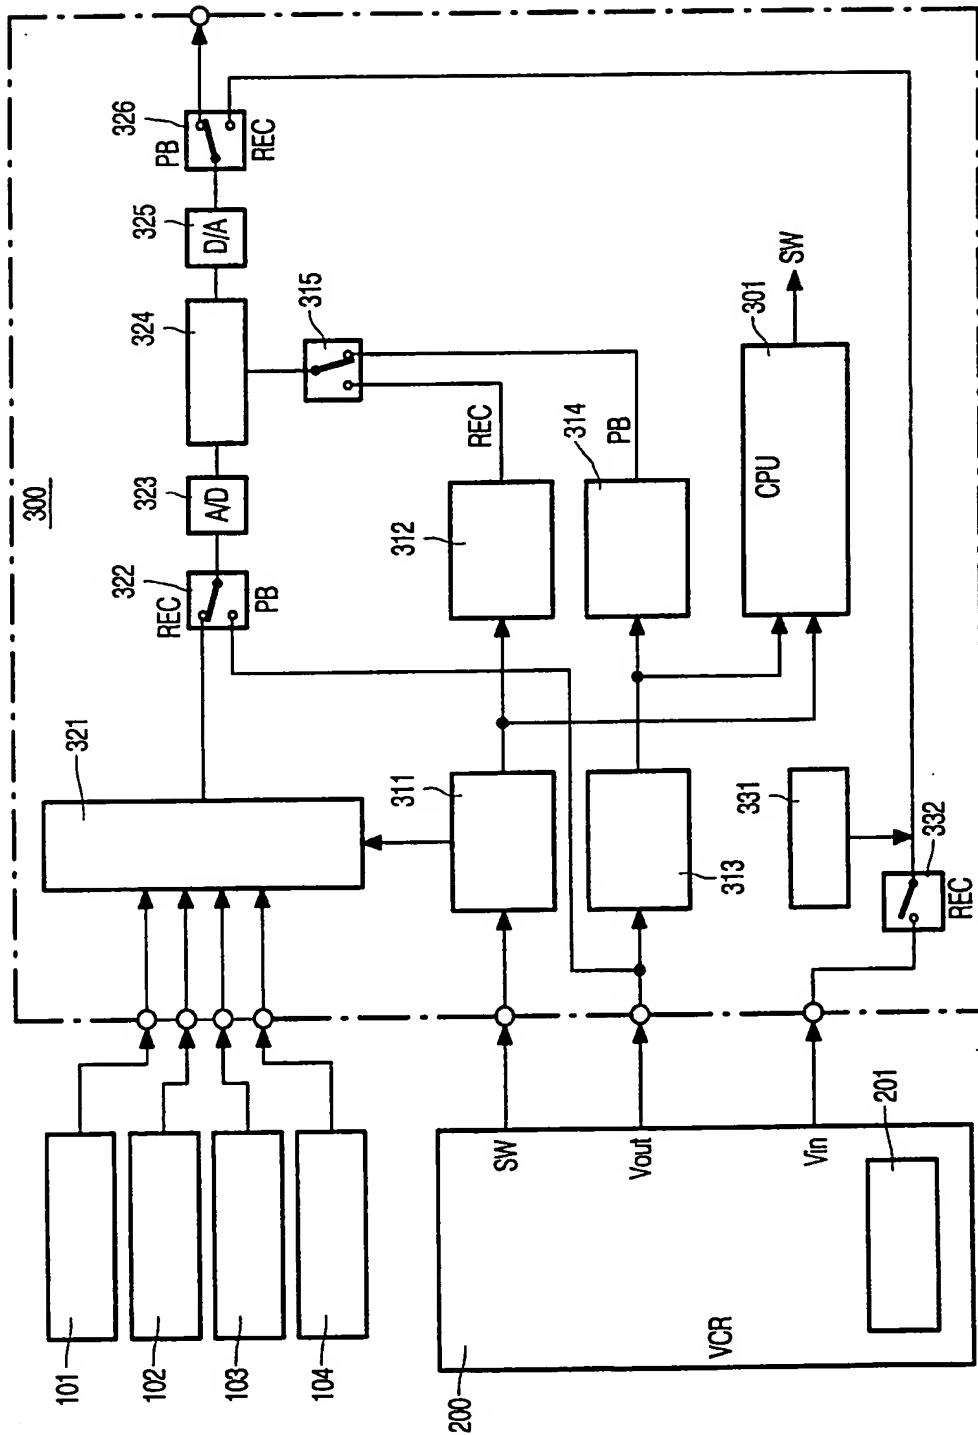 300
PB
326
REC
325
D/A
324
315
323
A/D
REC
322
PB
321
REC
312
PB
314
301
SW
CPU
311
313
331
332
REC
101
102
103
104
SW
Vout
Vin
201
VCR
200